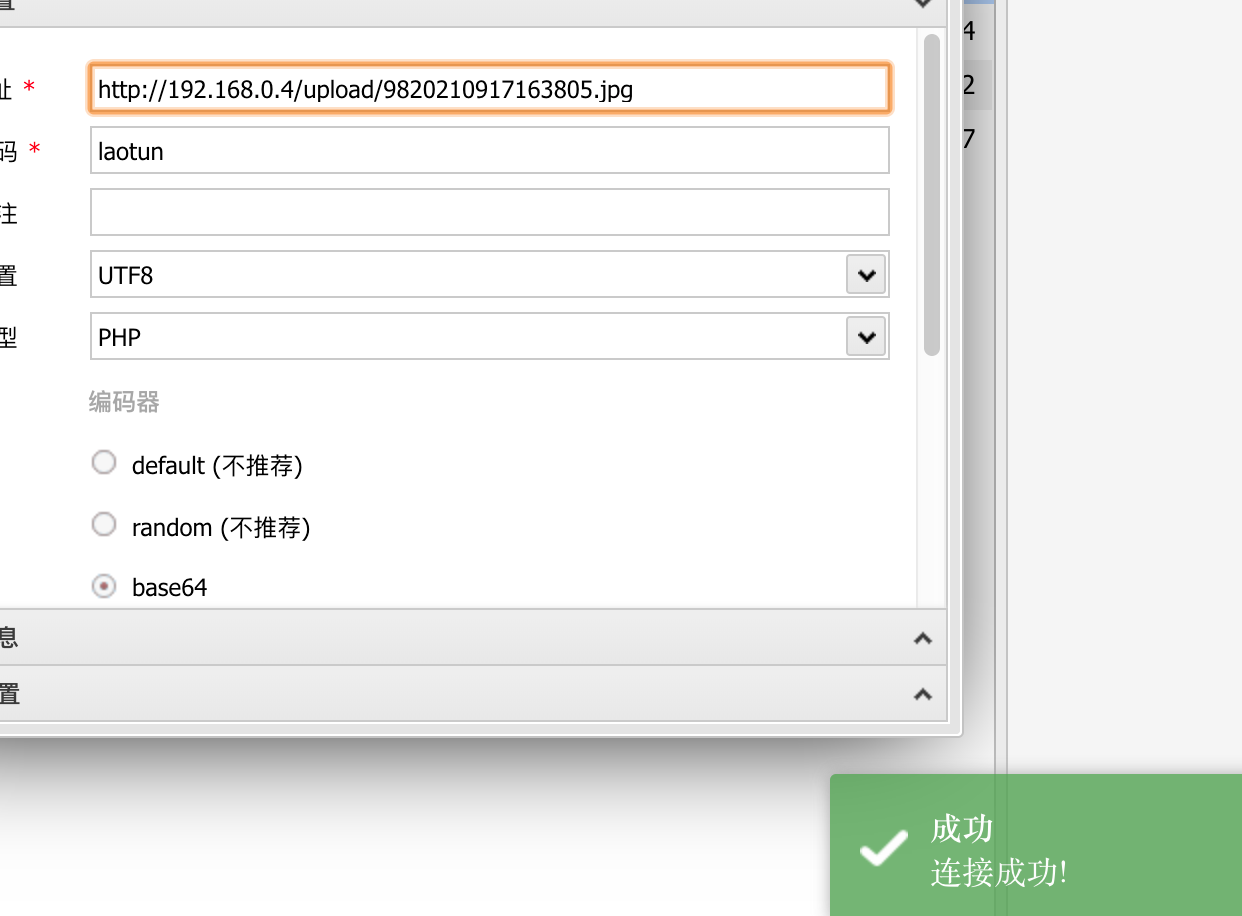 置
址 *
http://192.168.0.4/upload/9820210917163805.jpg
码 *
laotun
注
置
UTF8
型
PHP
编码器
default (不推荐)
random (不推荐)
base64
息
置
4
2
7
成功
连接成功!